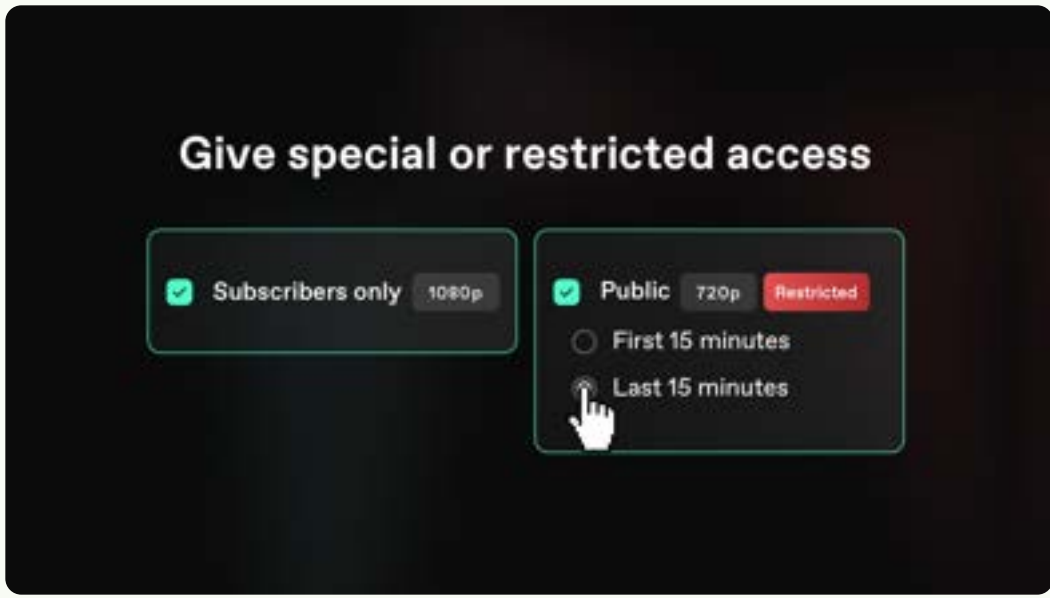 Give special or restricted access
Subscribers only 1080p
Public 720p Restricted
First 15 minutes
Last 15 minutes